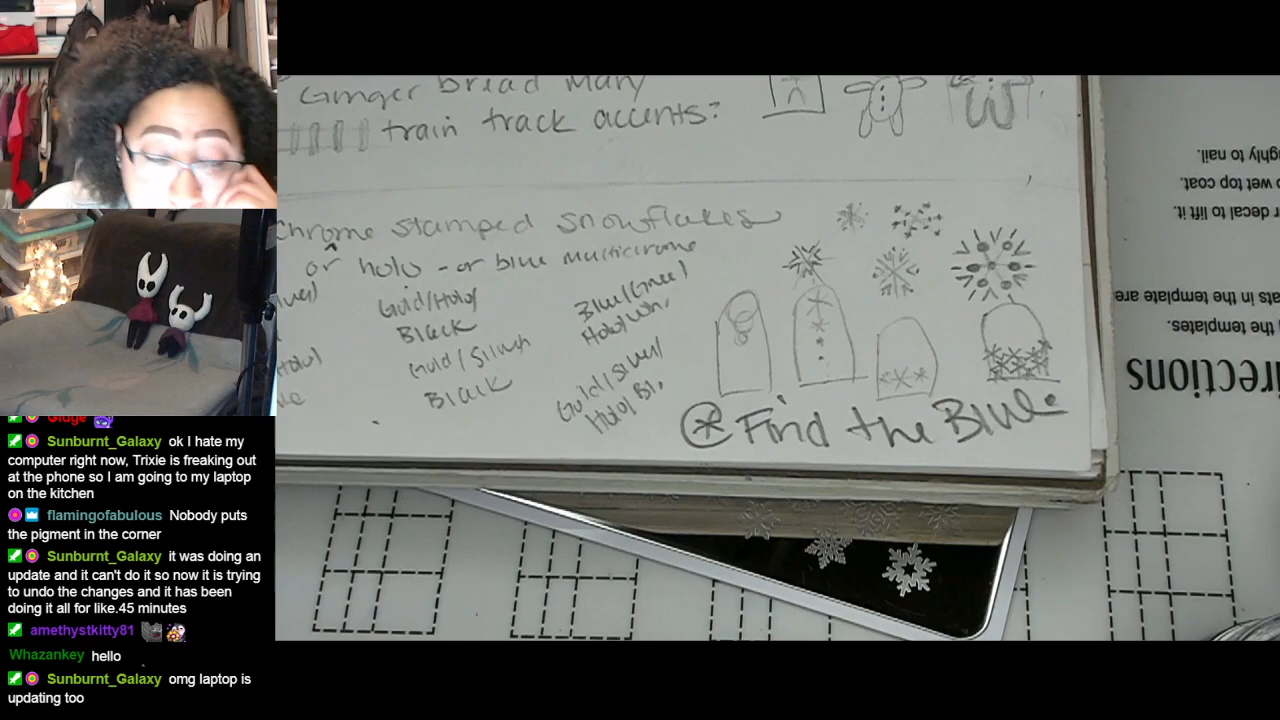 Ginger bread Man
train track accents?
Chrome stamped snowflakes
or holo - or blue multicrome
Gold/Holo
Black
Gold/Silver
Black
Blue/Green/
Holo/
Gold/Silver/
Holo/Bl.
* Find the Blue.
ghly to nail.
to wet top coat.
r decal to lift it
ats in the template are
the templates.
rections
Gidge
Sunburnt_Galaxy ok I hate my
computer right now, Trixie is freaking out
at the phone so I am going to my laptop
on the kitchen
flamingofabulous Nobody puts
the pigment in the corner
Sunburnt_Galaxy it was doing an
update and it can't do it so now it is trying
to undo the changes and it has been
doing it all for like.45 minutes
amethystkitty81
Whazankey hello
Sunburnt_Galaxy omg laptop is
updating too